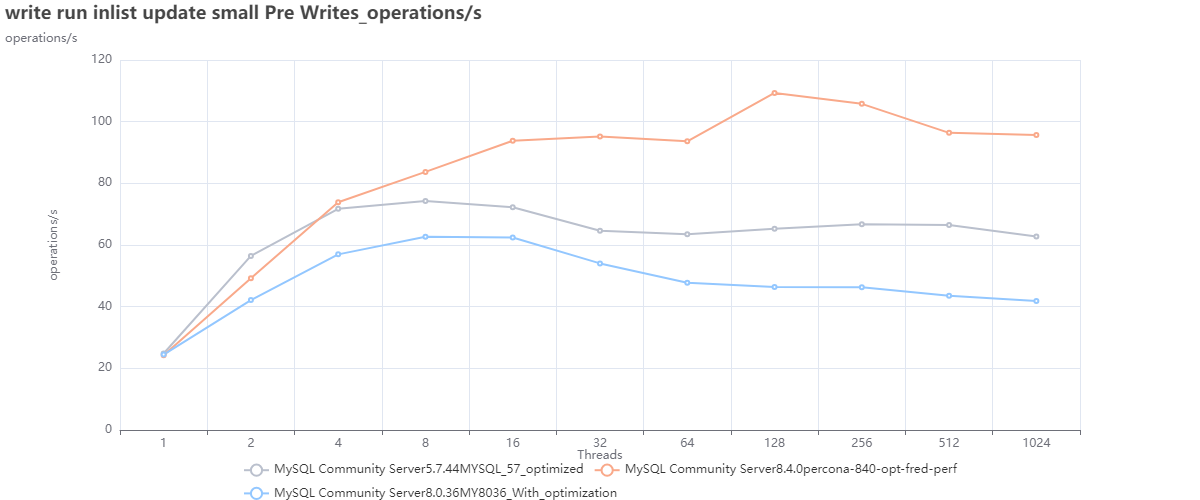 write run inlist update small Pre Writes_operations/s
operations/s
120
100
80
60
40
20
0
operations/s
1 2 4 8 16 32 64 128 256 512 1024
Threads
MySQL Community Server5.7.44MYSQL_57_optimized MySQL Community Server8.4.0percona-840-opt-fred-perf
MySQL Community Server8.0.36MY8036_With_optimization